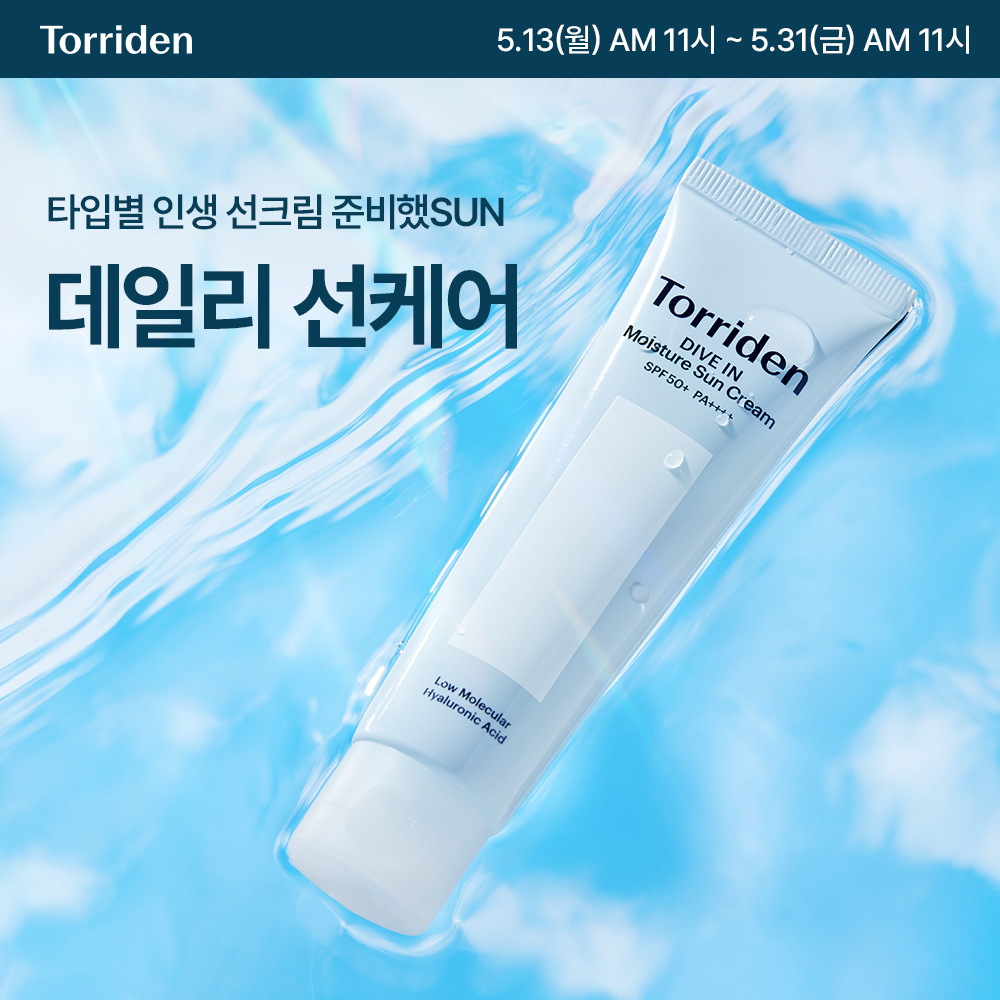 Torriden
5.13(월) AM 11시 ~ 5.31(금) AM 11시
타입별 인생 선크림 준비했SUN
데일리 선케어
Torriden
DIVE IN
Moisture Sun Cream
SPF50+ PA++++
Low Molecular
Hyaluronic Acid